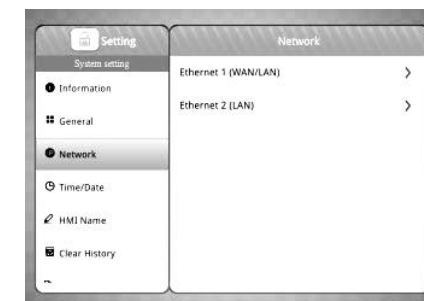 Setting
System setting
Information
General
Network
Time/Date
HMI Name
Clear History
Network
Ethernet 1 (WAN/LAN)
Ethernet 2 (LAN)